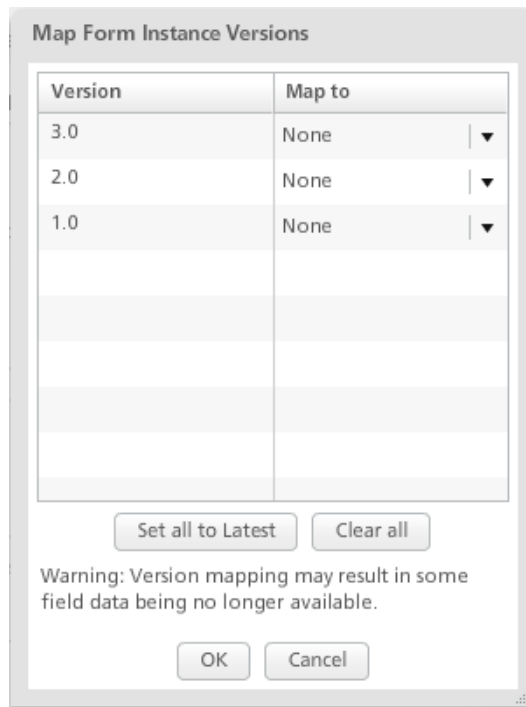 Map Form Instance Versions
Version Map to
3.0 None
2.0 None
1.0 None
Set all to Latest Clear all
Warning: Version mapping may result in some
field data being no longer available.
OK Cancel